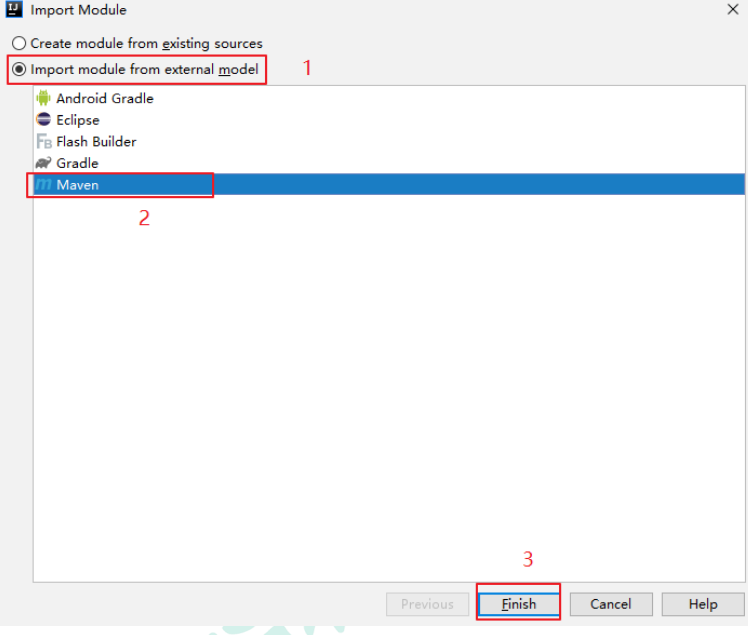 Import Module
Create module from existing sources
Import module from external model 1
Android Gradle
Eclipse
Flash Builder
Gradle
Maven
2
3
Previous Finish Cancel Help